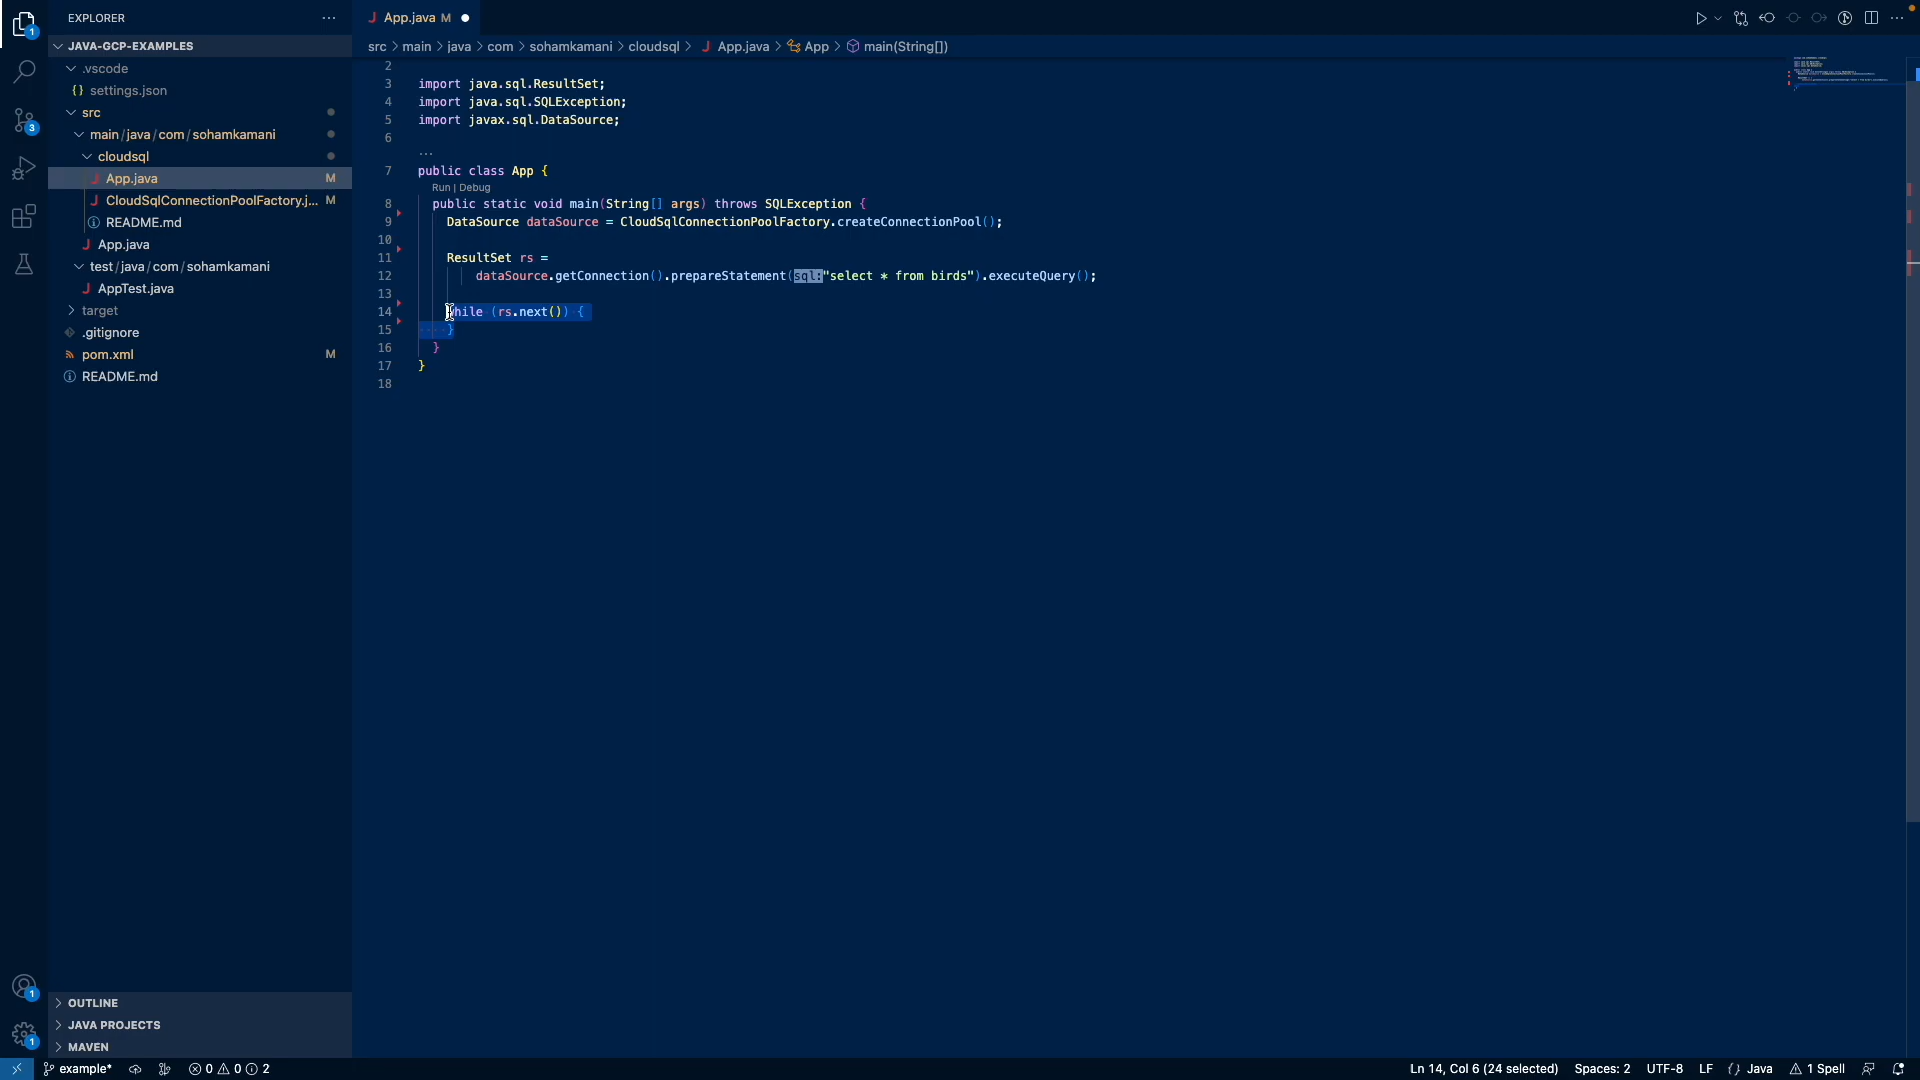 EXPLORER
JAVA-GCP-EXAMPLES
.vscode
{} settings.json
src
main / java / com / sohamkamani
cloudsql
J App.java M
J CloudSqlConnectionPoolFactory.j... M
README.md
J App.java
test / java / com / sohamkamani
J AppTest.java
target
.gitignore
pom.xml M
README.md
OUTLINE
JAVA PROJECTS
MAVEN
1
3
1
1
J App.java M
src > main > java > com > sohamkamani > cloudsql > J App.java > App > main(String[])
2
3 import java.sql.ResultSet;
4 import java.sql.SQLException;
5 import javax.sql.DataSource;
6
...
7 public class App {
Run | Debug
8 public static void main(String[] args) throws SQLException {
9 DataSource dataSource = CloudSqlConnectionPoolFactory.createConnectionPool();
10
11 ResultSet rs =
12 dataSource.getConnection().prepareStatement(sql:"select * from birds").executeQuery();
13
14 while (rs.next()) {
15 }
16 }
17 }
18
example* 0 0 2 Ln 14, Col 6 (24 selected) Spaces: 2 UTF-8 LF {} Java 1 Spell